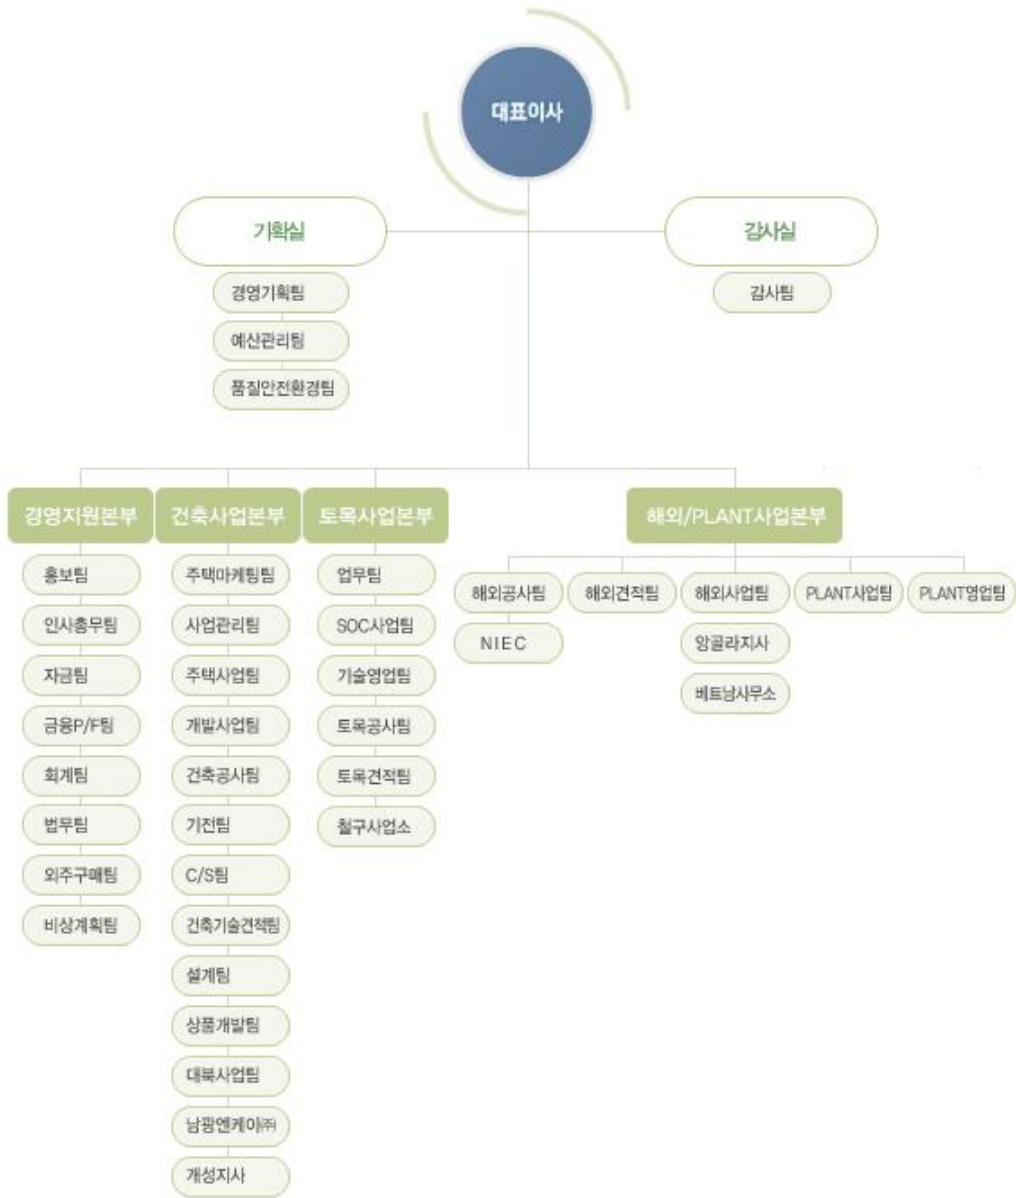 대표이사
기획실
감사실
경영기획팀
감사팀
예산관리팀
품질안전환경팀
경영지원본부
건축사업본부
토목사업본부
해외/PLANT사업본부
홍보팀
인사총무팀
자금팀
금융P/F팀
회계팀
법무팀
외주구매팀
비상계획팀
주택마케팅팀
사업관리팀
주택사업팀
개발사업팀
건축공사팀
기전팀
C/S팀
건축기술견적팀
설계팀
상품개발팀
대북사업팀
남광엔케이㈜
개성지사
업무팀
SOC사업팀
기술영업팀
토목공사팀
토목견적팀
철구사업소
해외공사팀
NIEC
해외견적팀
해외사업팀
앙골라지사
베트남사무소
PLANT사업팀
PLANT영업팀